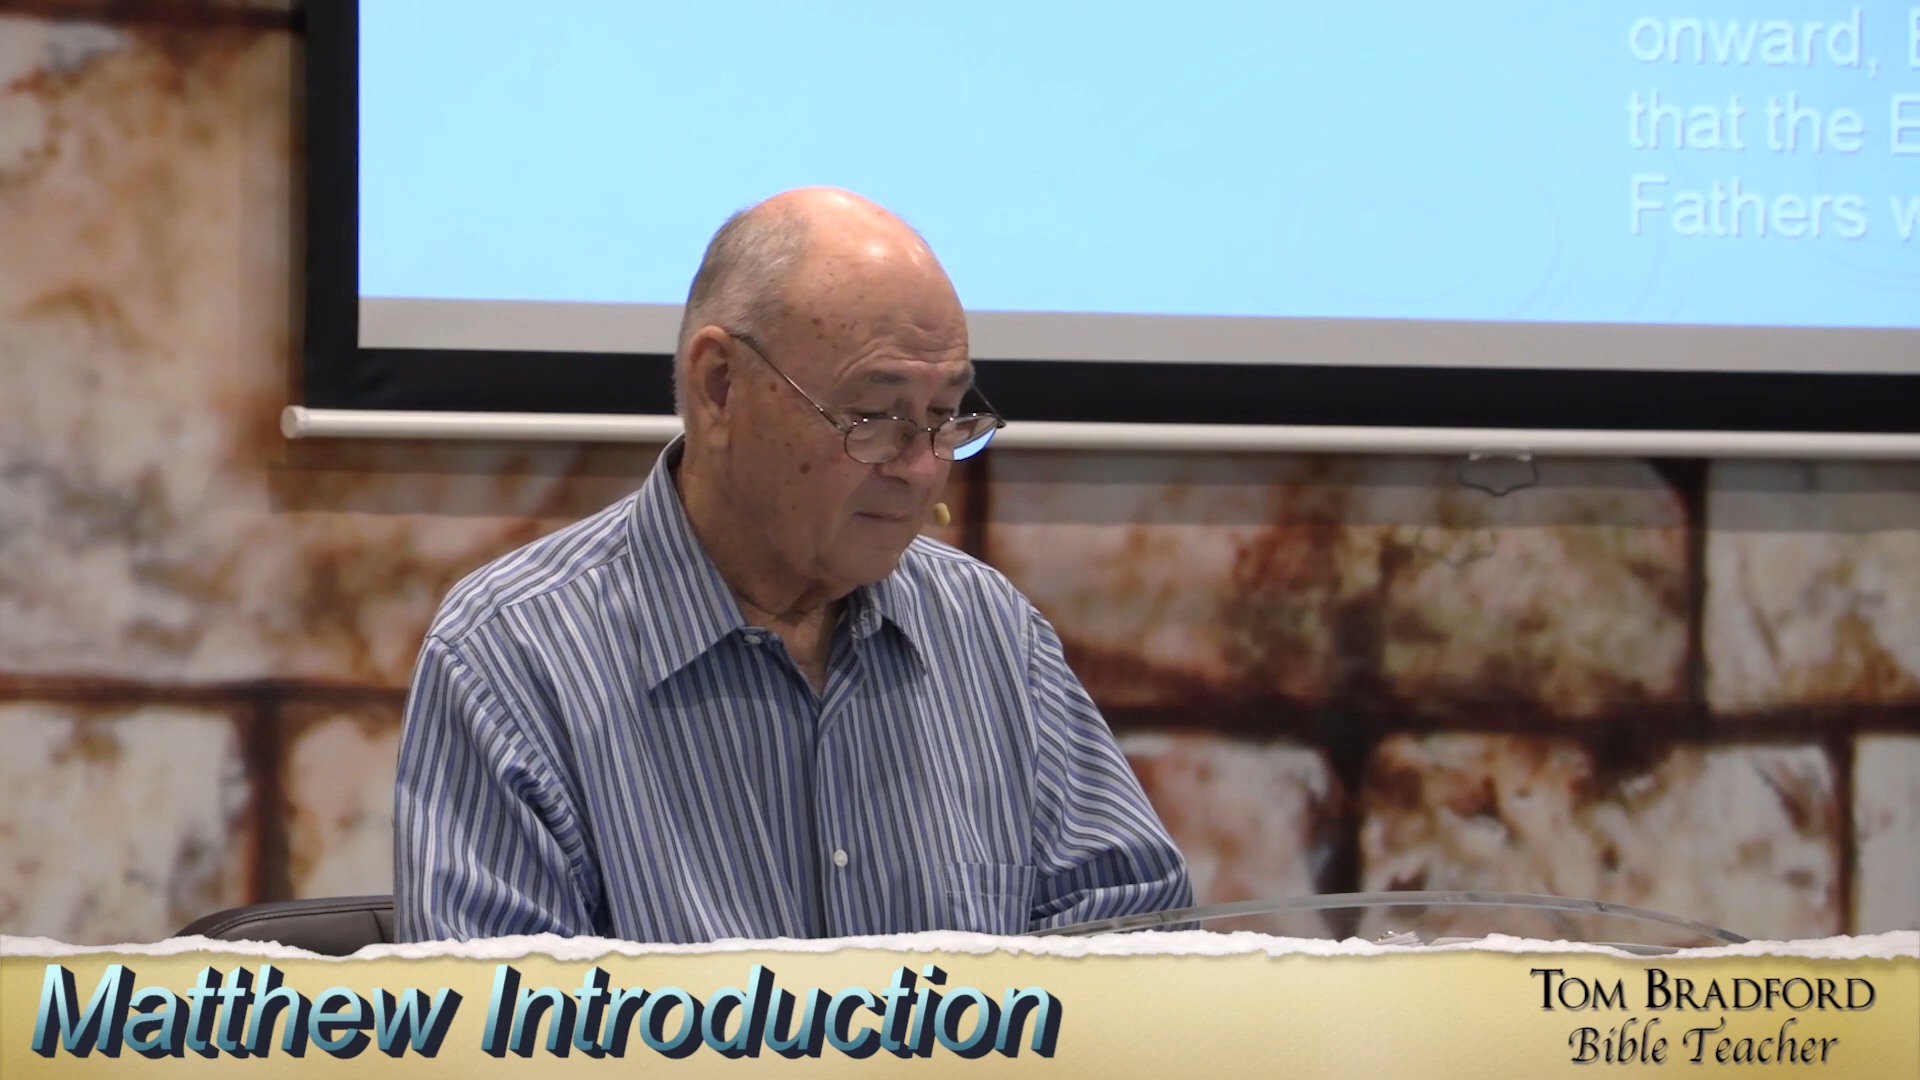 onward,
that the
Fathers
Matthew Introduction
TOM BRADFORD
Bible Teacher